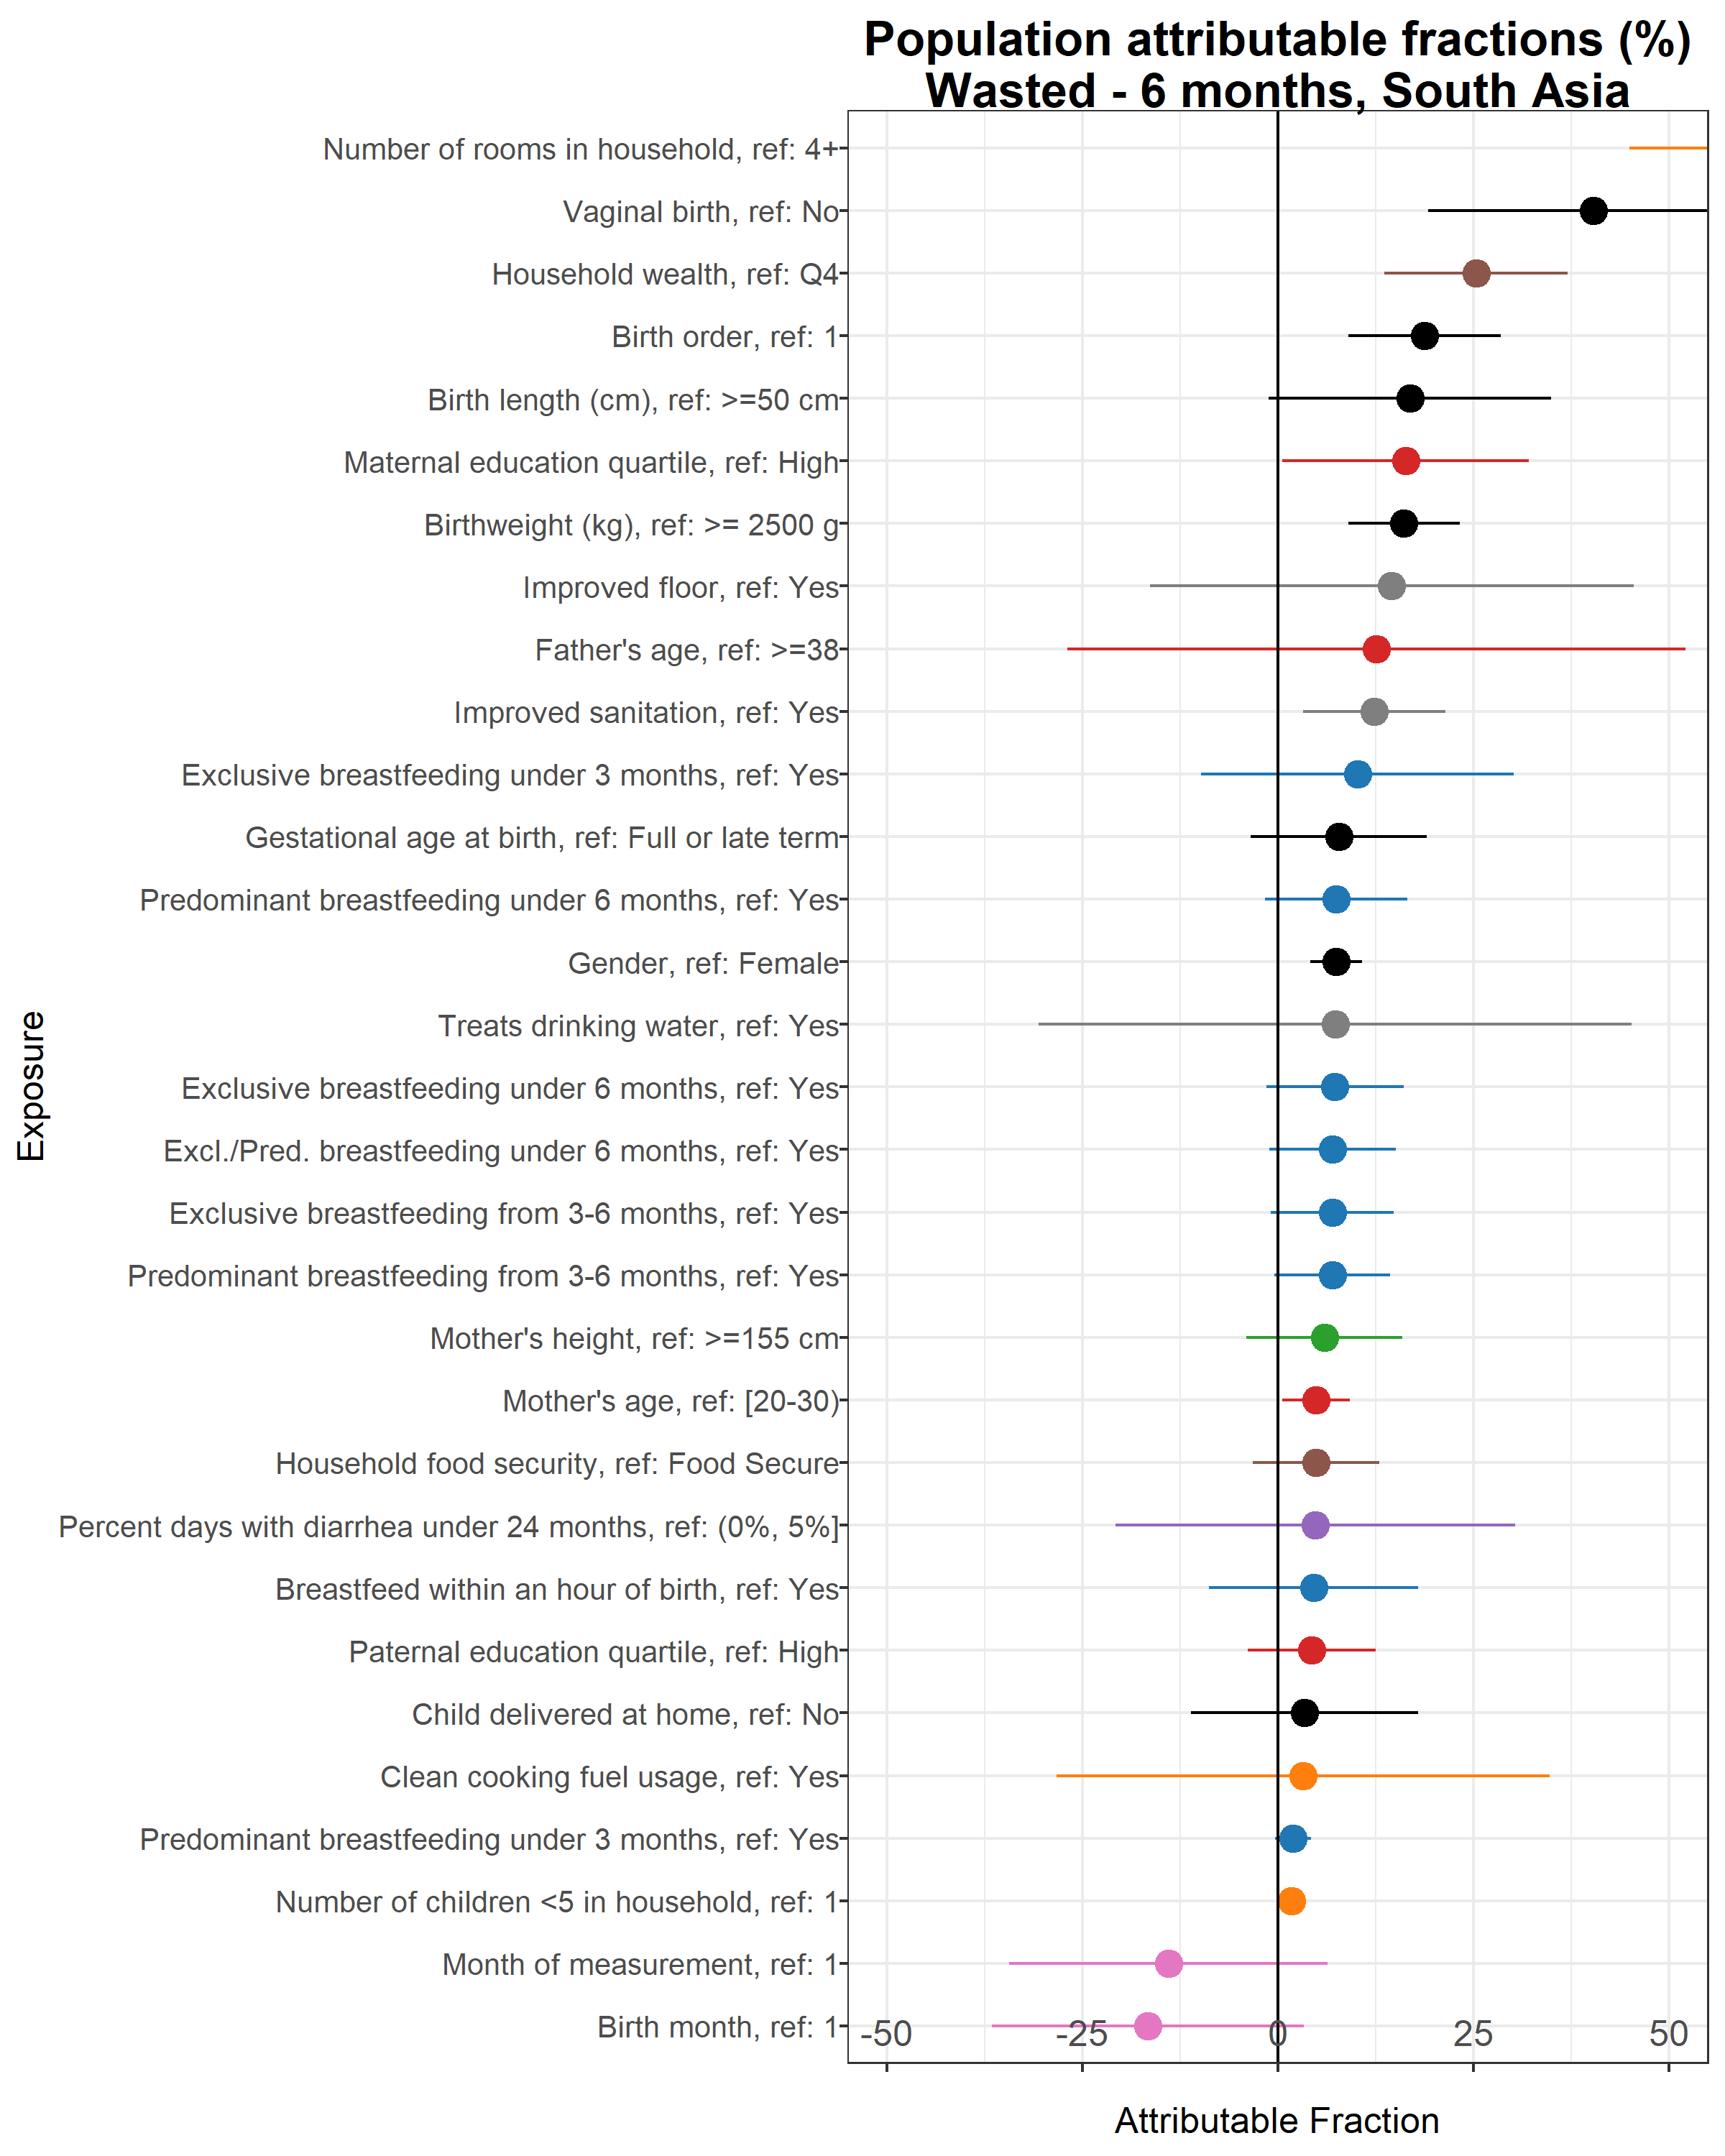 Population attributable fractions (%)
Wasted - 6 months, South Asia
Number of rooms in household, ref: 4+
Vaginal birth, ref: No
Household wealth, ref: Q4
Birth order, ref: 1
Birth length (cm), ref: >=50 cm
Maternal education quartile, ref: High
Birthweight (kg), ref: >= 2500 g
Improved floor, ref: Yes
Father's age, ref: >=38
Improved sanitation, ref: Yes
Exclusive breastfeeding under 3 months, ref: Yes
Gestational age at birth, ref: Full or late term
Predominant breastfeeding under 6 months, ref: Yes
Gender, ref: Female
Treats drinking water, ref: Yes
Exclusive breastfeeding under 6 months, ref: Yes
Excl./Pred. breastfeeding under 6 months, ref: Yes
Exclusive breastfeeding from 3-6 months, ref: Yes
Predominant breastfeeding from 3-6 months, ref: Yes
Mother's height, ref: >=155 cm
Mother's age, ref: [20-30)
Household food security, ref: Food Secure
Percent days with diarrhea under 24 months, ref: (0%, 5%]
Breastfeed within an hour of birth, ref: Yes
Paternal education quartile, ref: High
Child delivered at home, ref: No
Clean cooking fuel usage, ref: Yes
Predominant breastfeeding under 3 months, ref: Yes
Number of children <5 in household, ref: 1
Month of measurement, ref: 1
Birth month, ref: 1
Exposure
-50 -25 0 25 50
Attributable Fraction